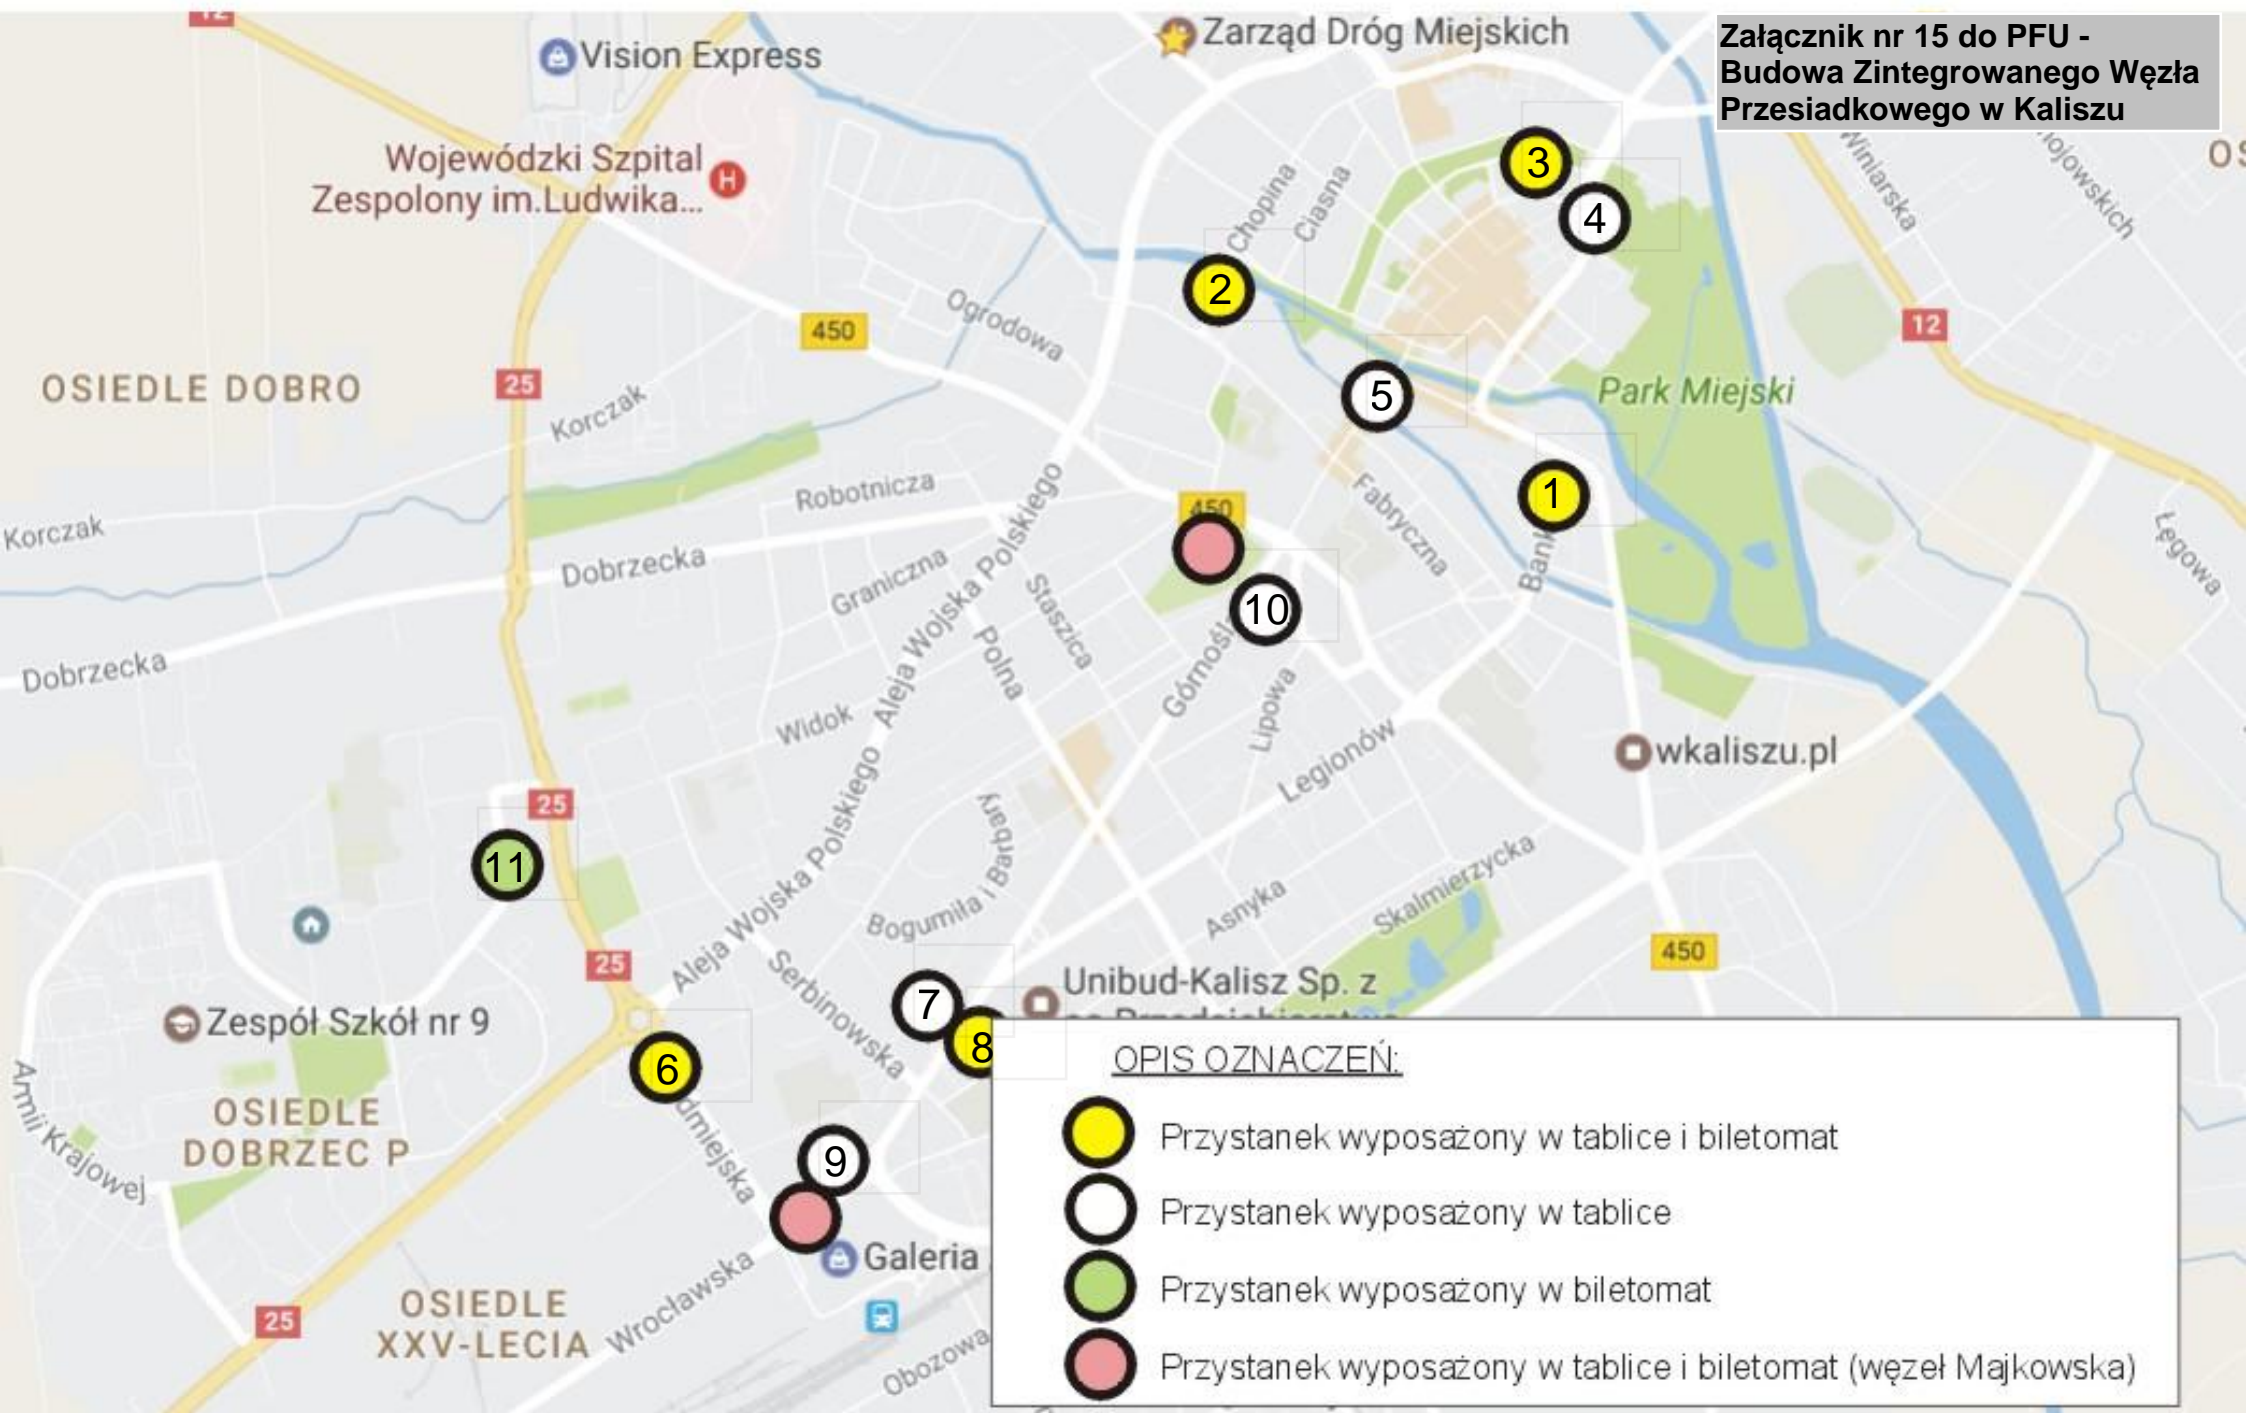 12
Vision Express
Zarząd Dróg Miejskich
Załącznik nr 15 do PFU -
Budowa Zintegrowanego Węzła
Przesiadkowego w Kaliszu
Wojewódzki Szpital
Zespolony im.Ludwika...
H
3
4
Chopina
Ciasna
Winiarska
2
450
Ogrodowa
12
OSIEDLE DOBRO
25
Korczak
5
Park Miejski
Robotnicza
Aleja Wojska Polskiego
450
Fabryczna
1
Korczak
Dobrzecka
Graniczna
Staszica
10
Łęgowa
Dobrzecka
Polna
Lipowa
Widok
Aleja Wojska Polskiego
Legionów
wkaliszu.pl
25
11
Bogumiła i Barbary
Asnyka
Skalmierzycka
450
25
Serbinowska
7
Unibud-Kalisz Sp. z
Zespół Szkół nr 9
8
6
Armii Krajowej
OSIEDLE
DOBRZEC P
9
Galeria
Wrocławska
25
OSIEDLE
XXV-LECIA
Obozowa
OPIS OZNACZEŃ:
Przystanek wyposażony w tablice i biletomat
Przystanek wyposażony w tablice
Przystanek wyposażony w biletomat
Przystanek wyposażony w tablice i biletomat (węzeł Majkowska)